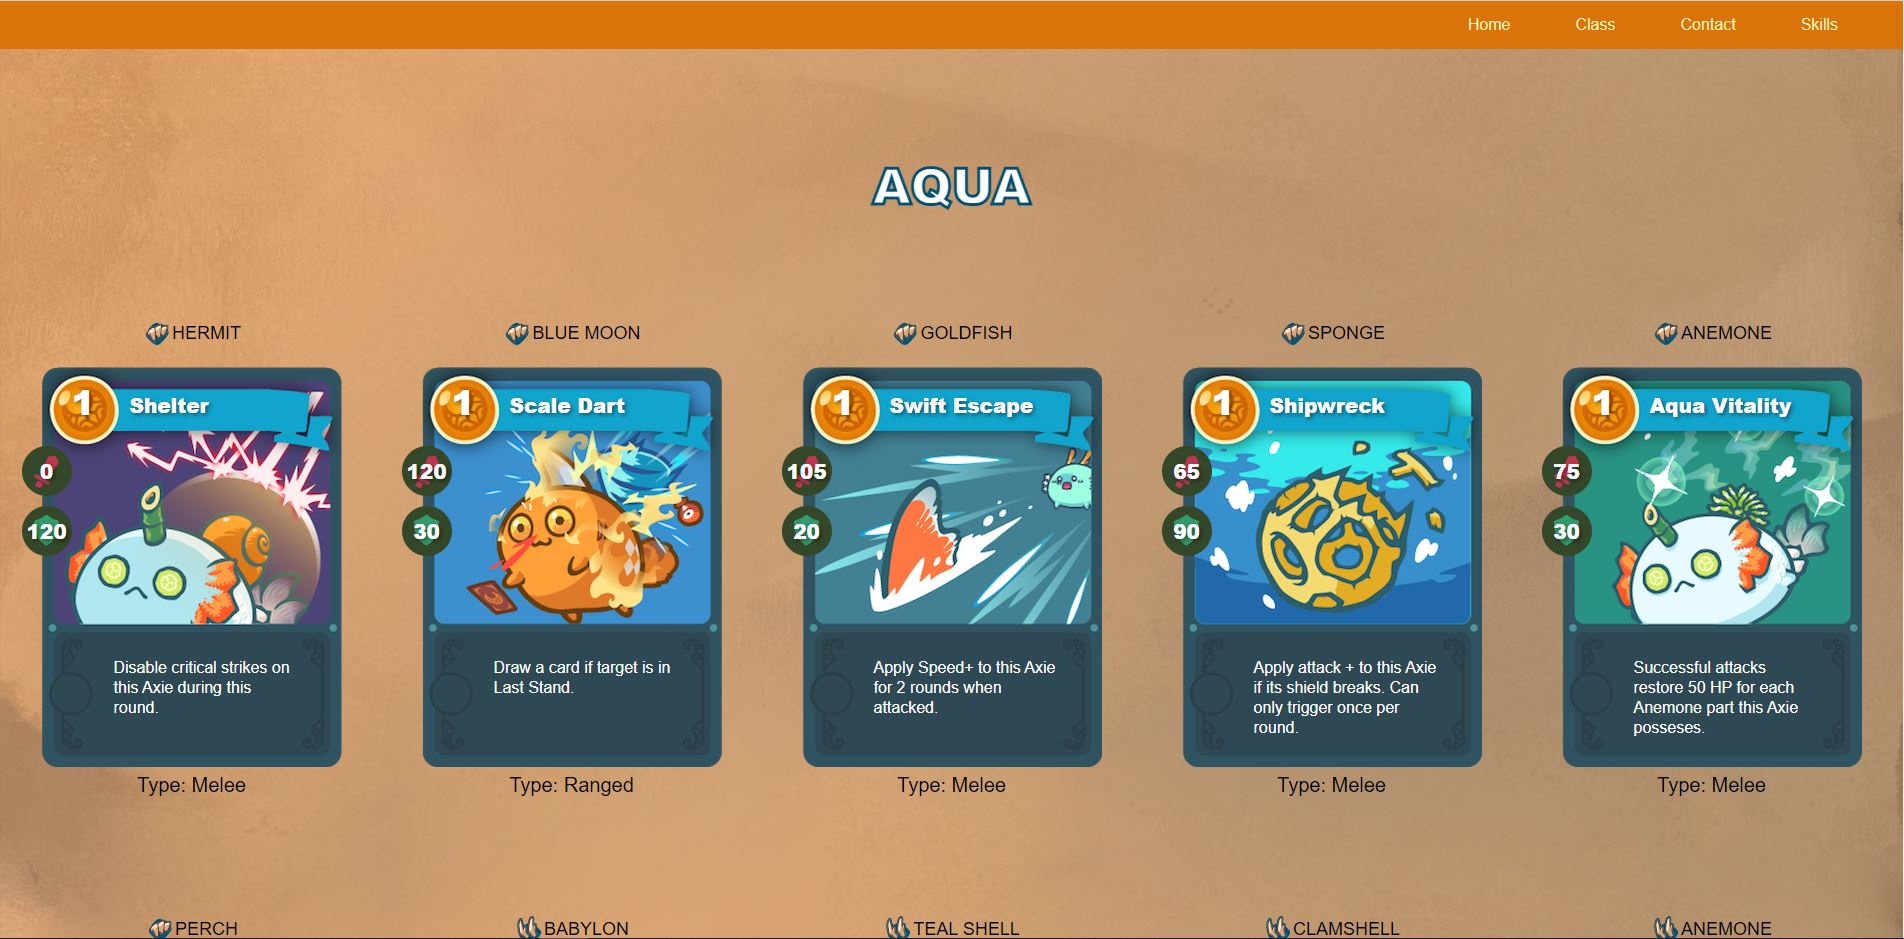 Home Class Contact Skills
AQUA
HERMIT
BLUE MOON
GOLDFISH
SPONGE
ANEMONE
1 Shelter
0
120
Disable critical strikes on
this Axie during this
round.
Type: Melee
1 Scale Dart
120
30
Draw a card if target is in
Last Stand.
Type: Ranged
1 Swift Escape
105
20
Apply Speed+ to this Axie
for 2 rounds when
attacked.
Type: Melee
1 Shipwreck
65
90
Apply attack + to this Axie
if its shield breaks. Can
only trigger once per
round.
Type: Melee
1 Aqua Vitality
75
30
Successful attacks
restore 50 HP for each
Anemone part this Axie
posseses.
Type: Melee
PERCH
BABYLON
TEAL SHELL
CLAMSHELL
ANEMONE